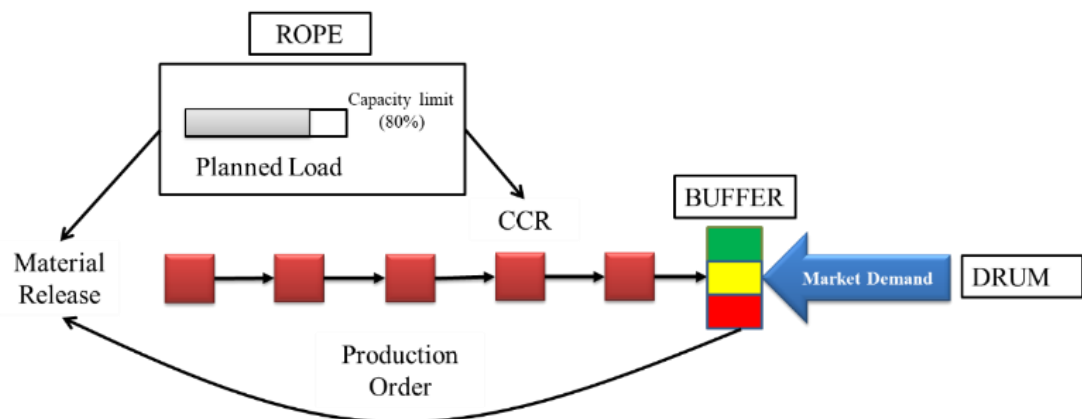 ROPE
Capacity limit
(80%)
Planned Load
BUFFER
CCR
Material
Release
Market Demand
DRUM
Production
Order